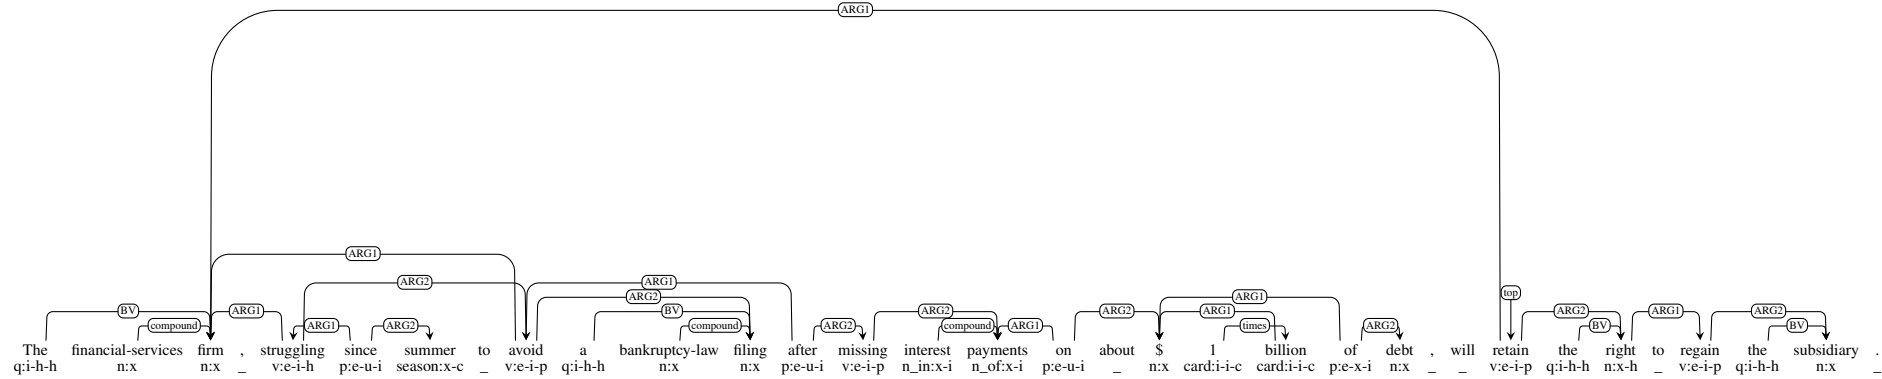 ARG1
ARG1
ARG2 ARG1
ARG2 ARG1
BV ARG1 BV ARG2 ARG2 ARG1 top ARG2 ARG1 ARG2
compound ARG1 ARG2 compound ARG2 compound ARG1 times ARG2 BV BV
The financial-services firm , struggling since summer to avoid a bankruptcy-law filing after missing interest payments on about $ 1 billion of debt , will retain the right to regain the subsidiary .
q:i-h-h n:x n:x _ v:e-i-h p:e-u-i season:x-c _ v:e-i-p q:i-h-h n:x n:x p:e-u-i v:e-i-p n_in:x-i n_of:x-i p:e-u-i _ n:x card:i-i-c card:i-i-c p:e-x-i n:x _ _ v:e-i-p q:i-h-h n:x-h _ v:e-i-p q:i-h-h n:x _